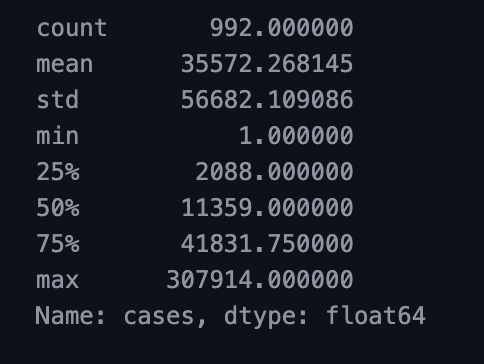 count 992.000000
mean 35572.268145
std 56682.109086
min 1.000000
25% 2088.000000
50% 11359.000000
75% 41831.750000
max 307914.000000
Name: cases, dtype: float64